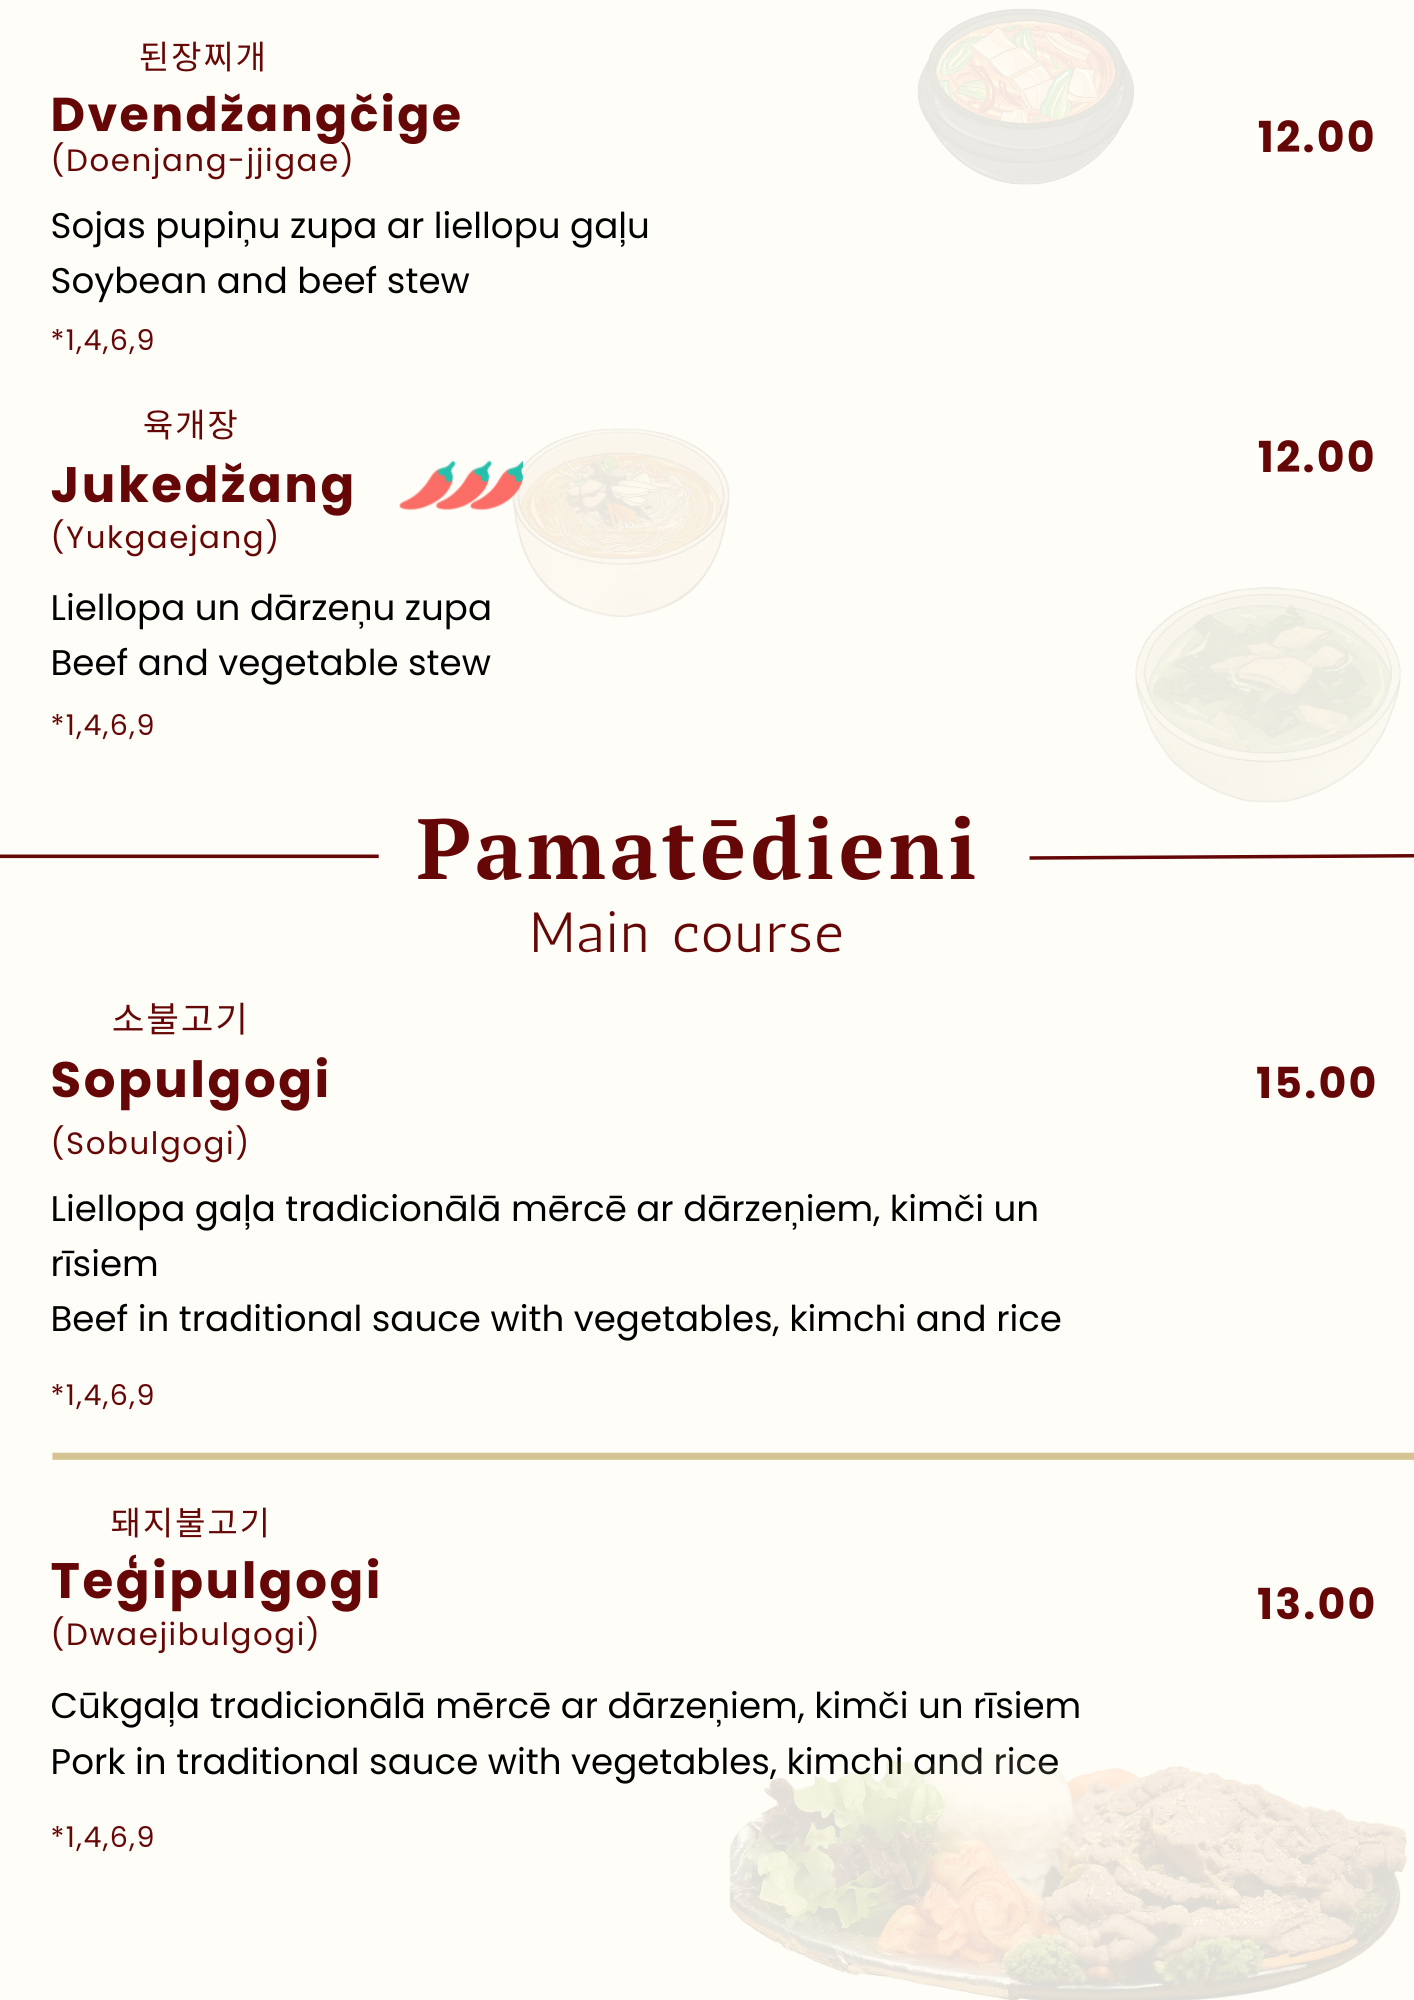 된장찌개
Dvendžangčige
(Doenjang-jjigae)
12.00
Sojas pupiņu zupa ar liellopu gaļu
Soybean and beef stew
*1,4,6,9
육개장
Jukedžang
(Yukgaejang)
12.00
Liellopa un dārzeņu zupa
Beef and vegetable stew
*1,4,6,9
Pamatēdieni
Main course
소불고기
Sopulgogi
(Sobulgogi)
15.00
Liellopa gaļa tradicionālā mērcē ar dārzeņiem, kimči un
rīsiem
Beef in traditional sauce with vegetables, kimchi and rice
*1,4,6,9
돼지불고기
Teģipulgogi
(Dwaejibulgogi)
13.00
Cūkgaļa tradicionālā mērcē ar dārzeņiem, kimči un rīsiem
Pork in traditional sauce with vegetables, kimchi and rice
*1,4,6,9